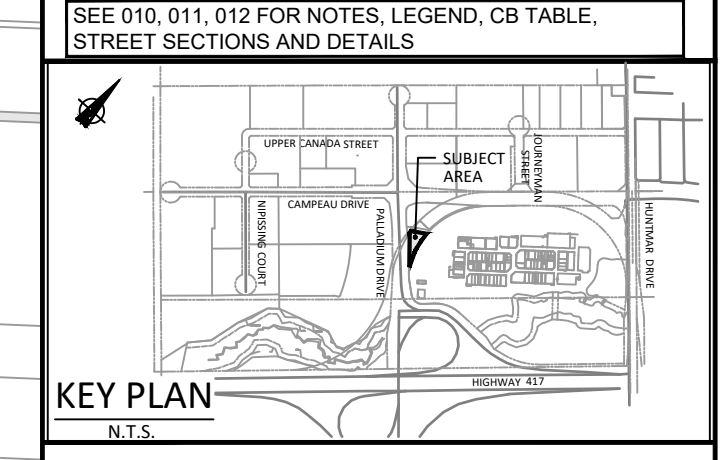 SEE 010, 011, 012 FOR NOTES, LEGEND, CB TABLE,
STREET SECTIONS AND DETAILS
UPPER CANADA STREET
JOURNEYMAN
STREET
SUBJECT
AREA
CAMPEAU DRIVE
NIPISSING COURT
PALLADIUM DRIVE
HUNTMAR DRIVE
HIGHWAY 417
KEY PLAN
N.T.S.